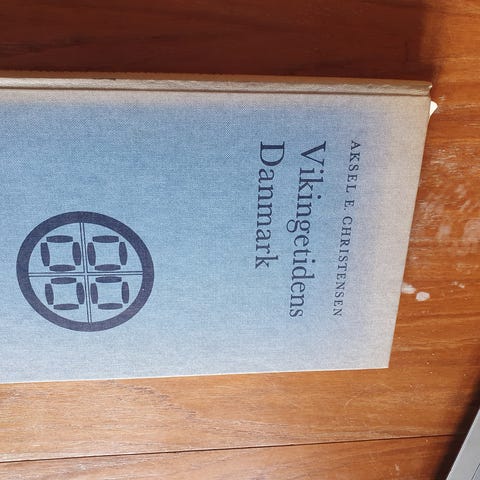 AKSEL E. CHRISTENSEN
Vikingetidens
Danmark